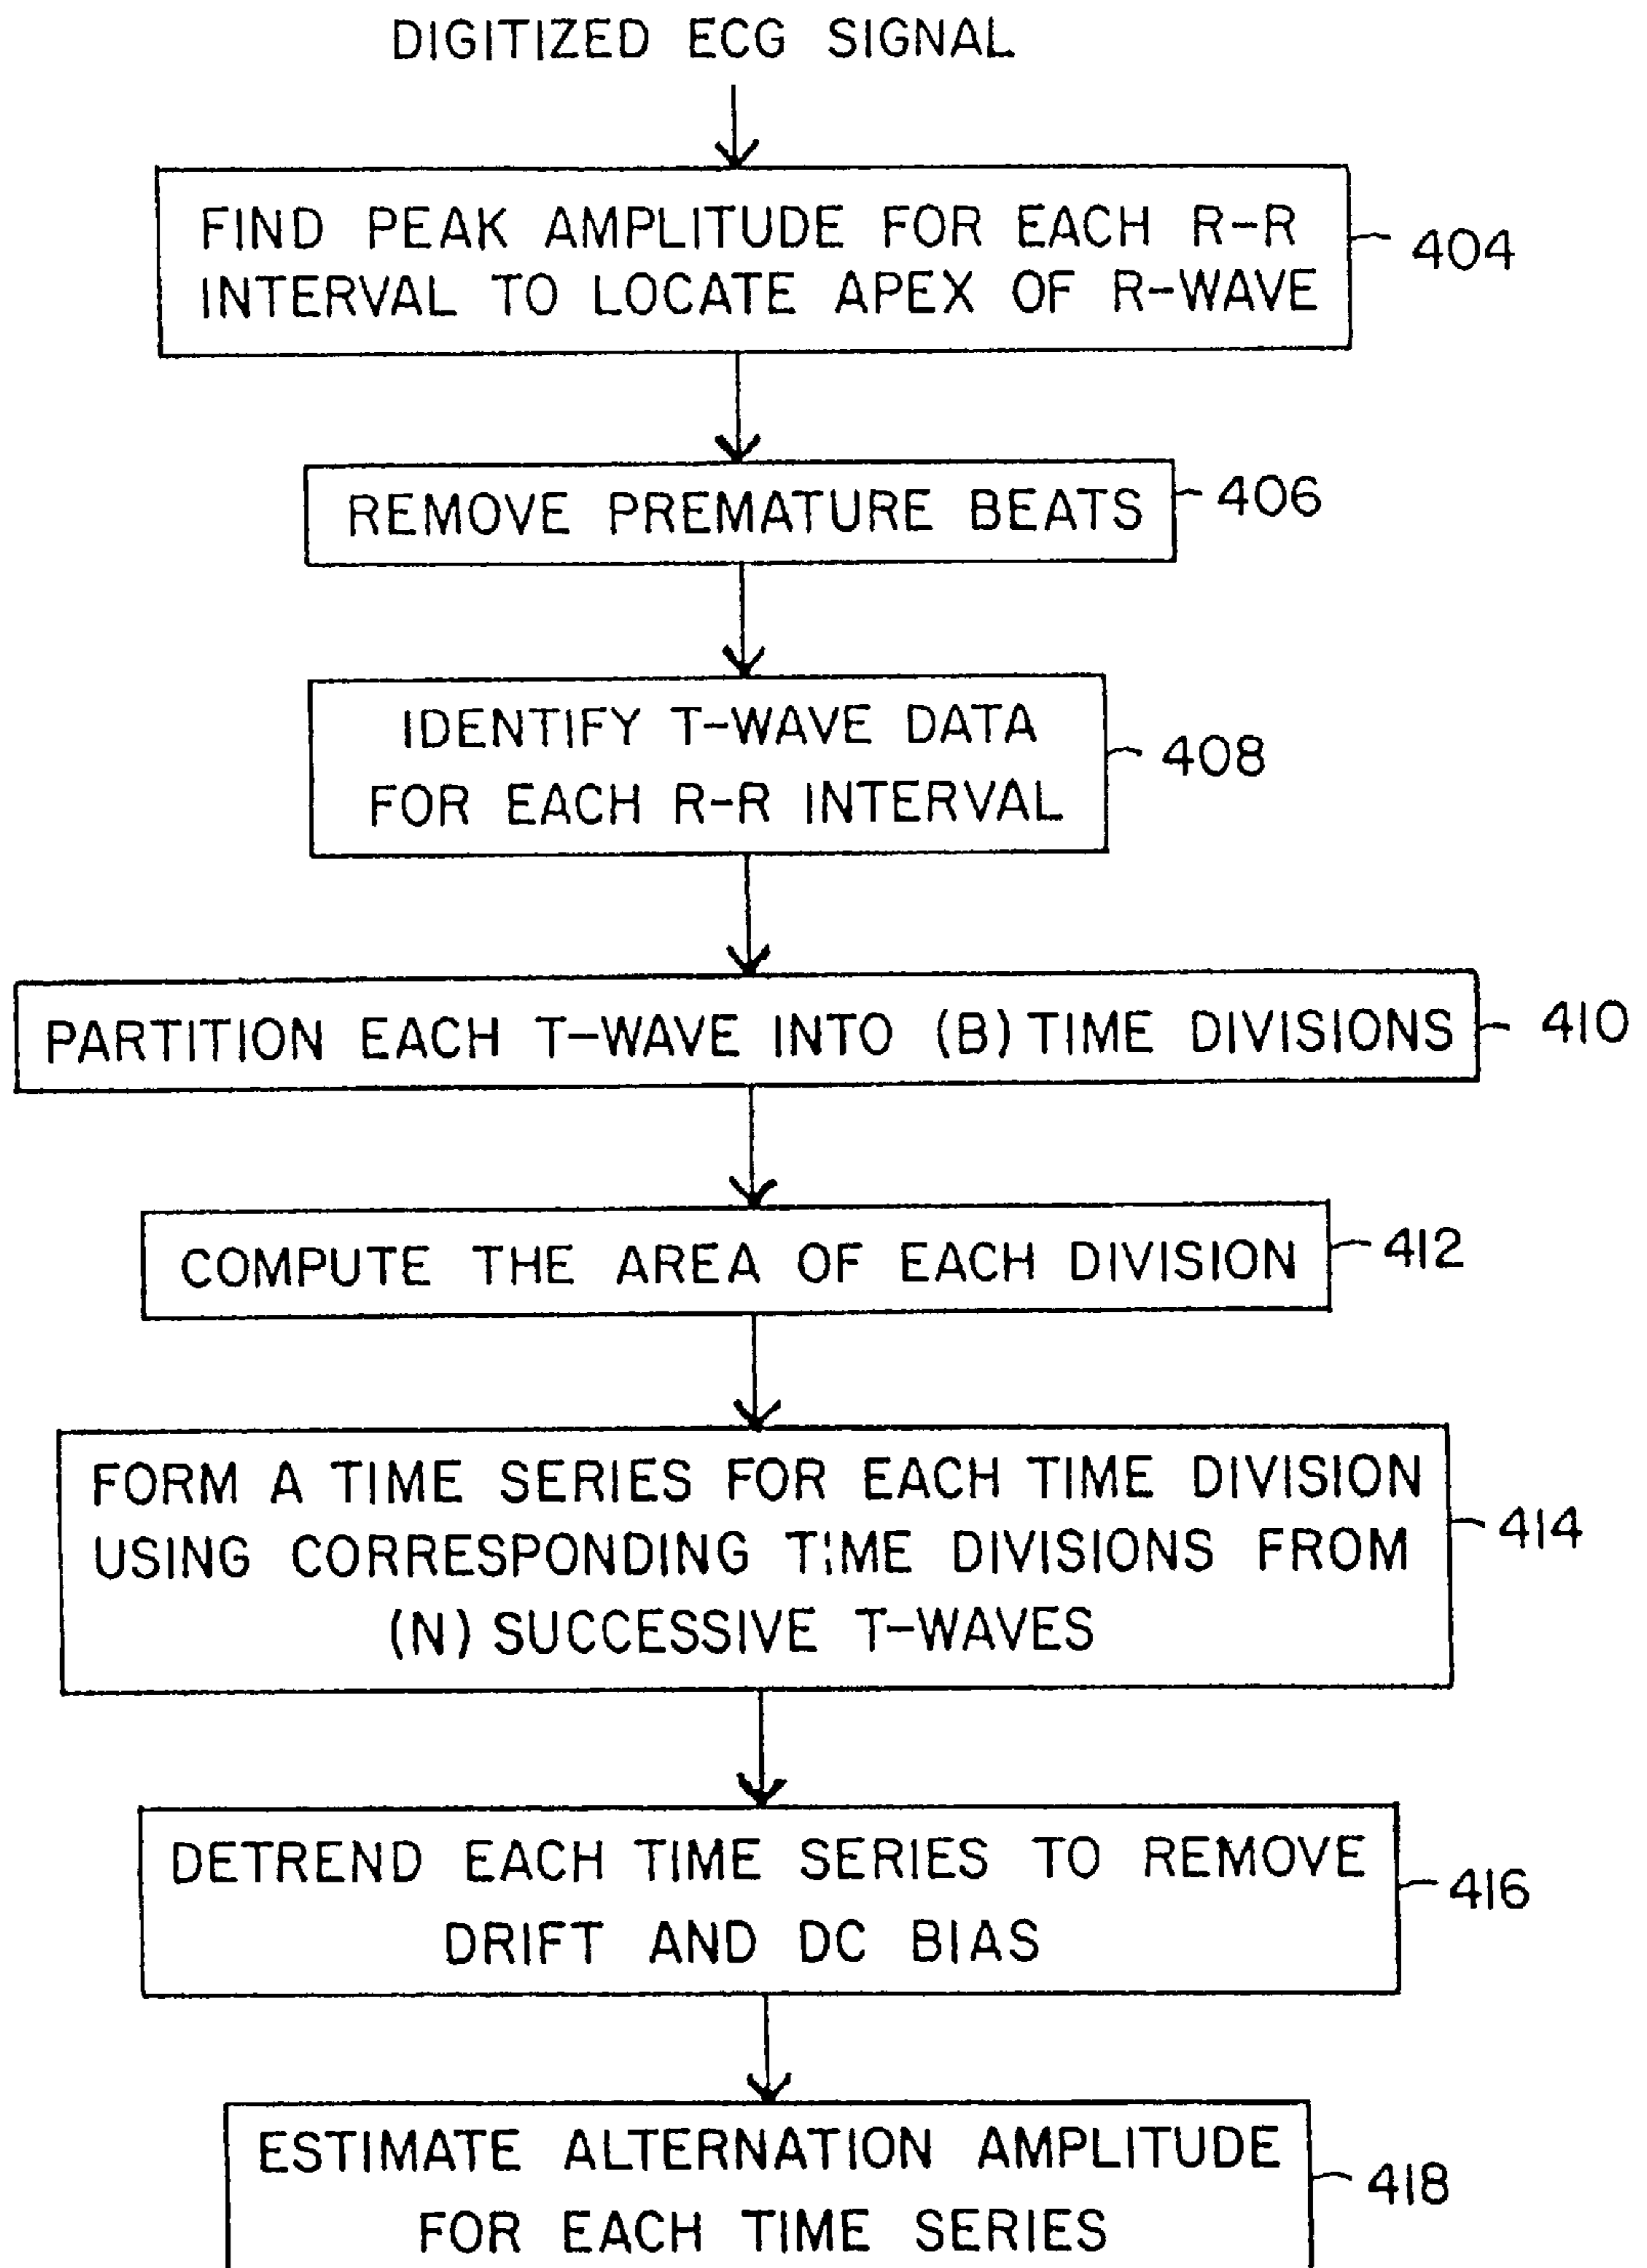 DIGITIZED ECG SIGNAL
FIND PEAK AMPLITUDE FOR EACH R-R
INTERVAL TO LOCATE APEX OF R-WAVE
404
REMOVE PREMATURE BEATS
406
IDENTIFY T-WAVE DATA
FOR EACH R-R INTERVAL
408
PARTITION EACH T-WAVE INTO (B) TIME DIVISIONS
410
COMPUTE THE AREA OF EACH DIVISION
412
FORM A TIME SERIES FOR EACH TIME DIVISION
USING CORRESPONDING TIME DIVISIONS FROM
(N) SUCCESSIVE T-WAVES
414
DETREND EACH TIME SERIES TO REMOVE
DRIFT AND DC BIAS
416
ESTIMATE ALTERNATION AMPLITUDE
FOR EACH TIME SERIES
418